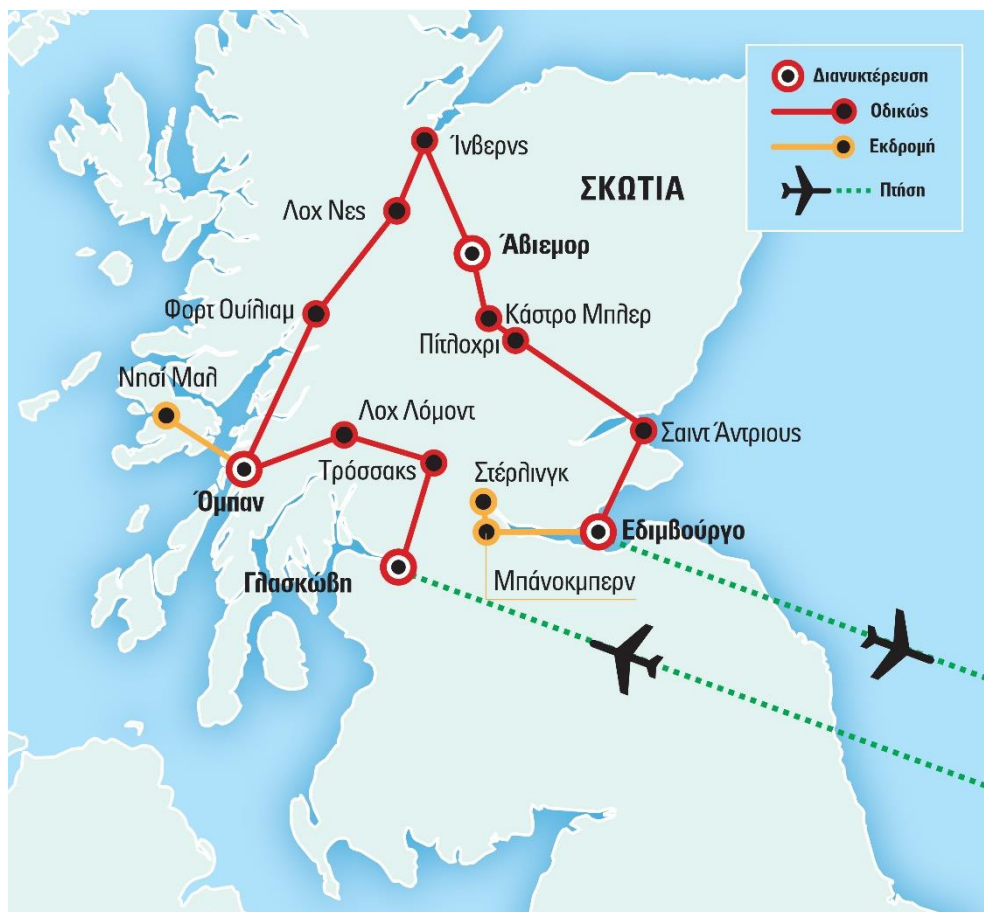 Διανυκτέρευση
Οδικώς
Εκδρομή
Πτήση
Ίνβερνς
ΣΚΩΤΙΑ
Λοχ Νες
Άβιεμορ
Φορτ Ουίλιαμ
Κάστρο Μπλερ
Πίτλοχρι
Νησί Μαλ
Λοχ Λόμοντ
Σαιντ Άντριους
Τρόσσακς
Στέρλινγκ
Όμπαν
Εδιμβούργο
Γλασκώβη
Μπάνοκμπερν